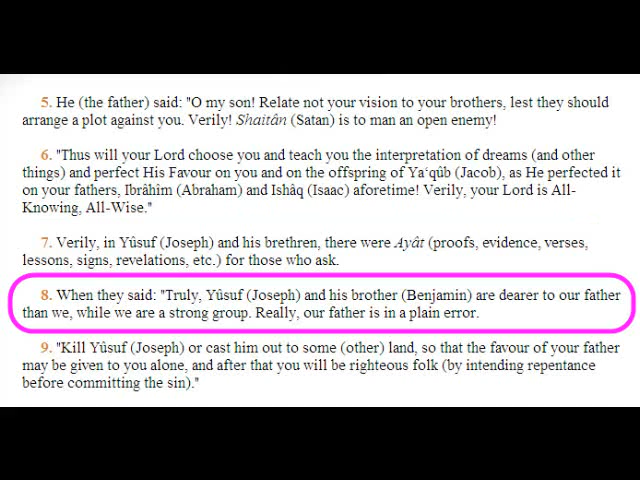 5. He (the father) said: "O my son! Relate not your vision to your brothers, lest they should
arrange a plot against you. Verily! Shaitân (Satan) is to man an open enemy!
6. "Thus will your Lord choose you and teach you the interpretation of dreams (and other
things) and perfect His Favour on you and on the offspring of Ya'qûb (Jacob), as He perfected it
on your fathers, Ibrâhîm (Abraham) and Ishâq (Isaac) aforetime! Verily, your Lord is All-
Knowing, All-Wise."
7. Verily, in Yûsuf (Joseph) and his brethren, there were Ayât (proofs, evidence, verses,
lessons, signs, revelations, etc.) for those who ask.
8. When they said: "Truly, Yûsuf (Joseph) and his brother (Benjamin) are dearer to our father
than we, while we are a strong group. Really, our father is in a plain error.
9. "Kill Yûsuf (Joseph) or cast him out to some (other) land, so that the favour of your father
may be given to you alone, and after that you will be righteous folk (by intending repentance
before committing the sin)."